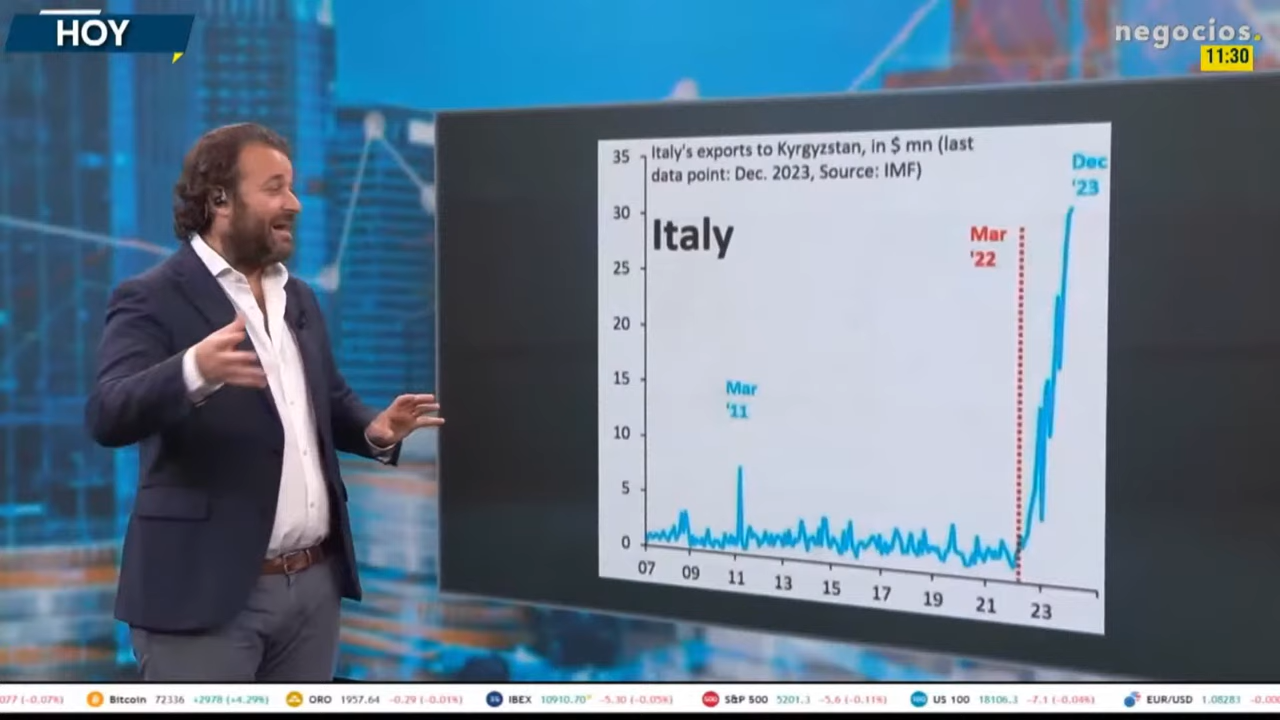 HOY
negocios.
11:30
Italy's exports to Kyrgyzstan, in $ mn (last
data point: Dec. 2023, Source: IMF)
Italy
Dec
'23
Mar
'22
Mar
'11
35
30
25
20
15
10
5
0
07 09 11 13 15 17 19 21 23
077 (-0.07%) Bitcoin 72336 +2978 (+4.29%) ORO 1957.64 -0.29 (-0.01%) IBEX 10910.70 -5.30 (-0.05%) S&P 500 5201.3 -5.6 (-0.11%) US 100 18106.3 -7.1 (-0.04%) EUR/USD 1.08281